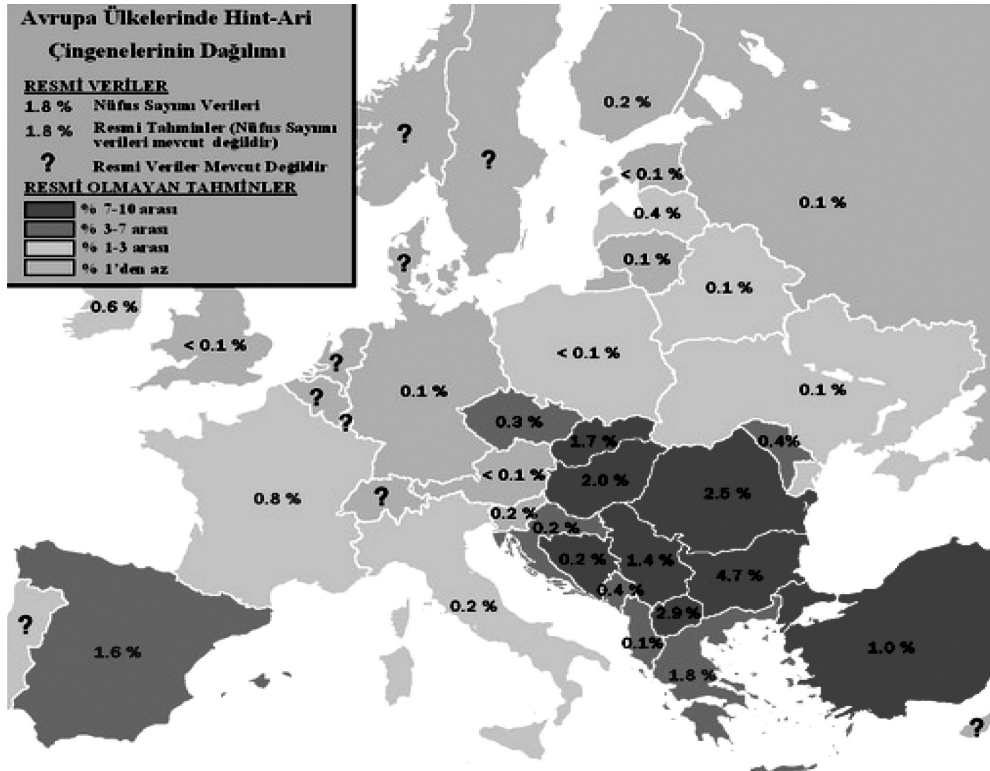 Avrupa Ülkelerinde Hint-Ari
Çingenelerinin Dağılımı
RESMİ VERİLER
1.8 % Nüfus Sayımı Verileri
1.8 % Resmi Tahminler (Nüfus Sayımı
verileri mevcut değildir)
? Resmi Veriler Mevcut Değildir
RESMİ OLMAYAN TAHMİNLER
% 7-10 arası
% 3-7 arası
% 1-3 arası
% 1'den az
0.2 %
?
?
< 0.1 %
0.1 %
0.4 %
?
0.1 %
0.1 %
0.6 %
< 0.1 %
?
< 0.1 %
0.1 %
0.1 %
?
?
0.3 %
1.7 %
0.4%
< 0.1 %
2.0 %
2.5 %
0.8 %
?
0.2 %
0.2 %
0.2 %
1.4 %
4.7 %
0.4 %
0.2 %
2.9 %
?
0.1%
1.0 %
1.6 %
1.8 %
?